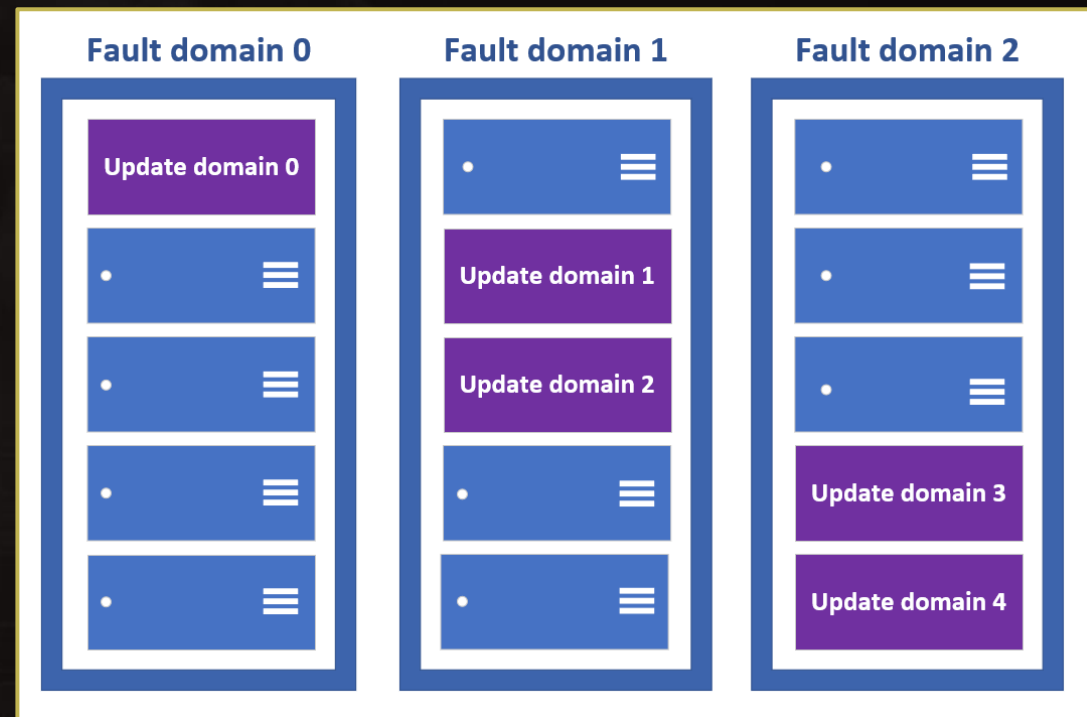 Fault domain 0
Fault domain 1
Fault domain 2
Update domain 0
Update domain 1
Update domain 2
Update domain 3
Update domain 4